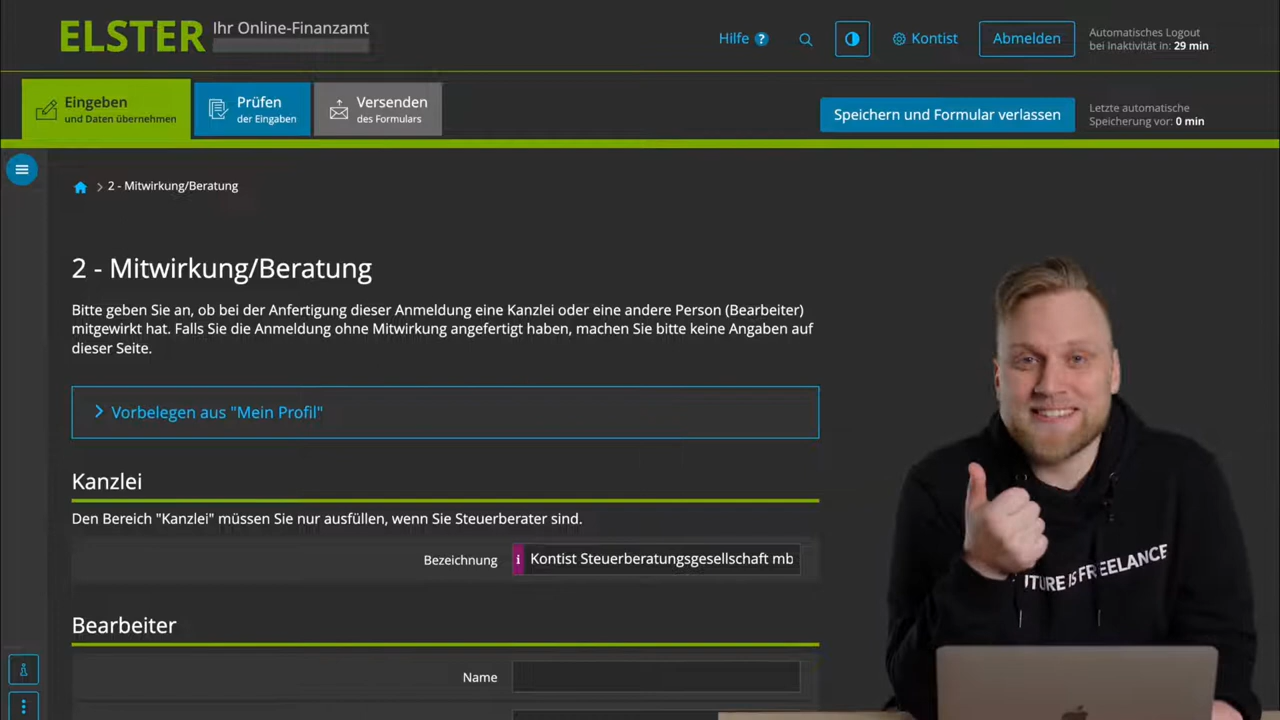 ELSTER
Ihr Online-Finanzamt
Hilfe ?
Kontist
Abmelden
Automatisches Logout
bei Inaktivität in: 29 min
Eingeben
und Daten übernehmen
Prüfen
der Eingaben
Versenden
des Formulars
Speichern und Formular verlassen
Letzte automatische
Speicherung vor: 0 min
2 - Mitwirkung/Beratung
2 - Mitwirkung/Beratung
Bitte geben Sie an, ob bei der Anfertigung dieser Anmeldung eine Kanzlei oder eine andere Person (Bearbeiter)
mitgewirkt hat. Falls Sie die Anmeldung ohne Mitwirkung angefertigt haben, machen Sie bitte keine Angaben auf
dieser Seite.
Vorbelegen aus "Mein Profil"
Kanzlei
Den Bereich "Kanzlei" müssen Sie nur ausfüllen, wenn Sie Steuerberater sind.
Bezeichnung
i
Kontist Steuerberatungsgesellschaft mb
Bearbeiter
Name
i
IS FREELANCE